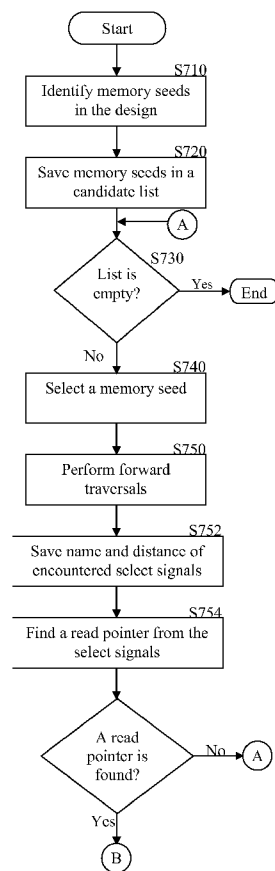 Start
S710
Identify memory seeds
in the design
S720
Save memory seeds in a
candidate list
A
S730
List is
empty?
Yes
End
No
S740
Select a memory seed
S750
Perform forward
traversals
S752
Save name and distance of
encountered select signals
S754
Find a read pointer from the
select signals
A read
pointer is
found?
No
A
Yes
B